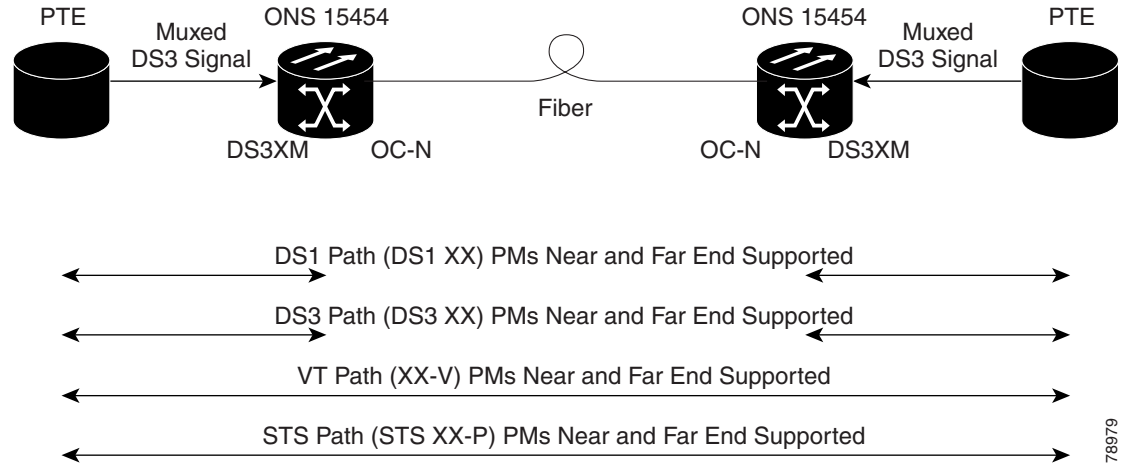 PTE
ONS 15454
ONS 15454
PTE
Muxed
DS3 Signal
Muxed
DS3 Signal
Fiber
DS3XM
OC-N
OC-N
DS3XM
DS1 Path (DS1 XX) PMs Near and Far End Supported
DS3 Path (DS3 XX) PMs Near and Far End Supported
VT Path (XX-V) PMs Near and Far End Supported
STS Path (STS XX-P) PMs Near and Far End Supported
78979